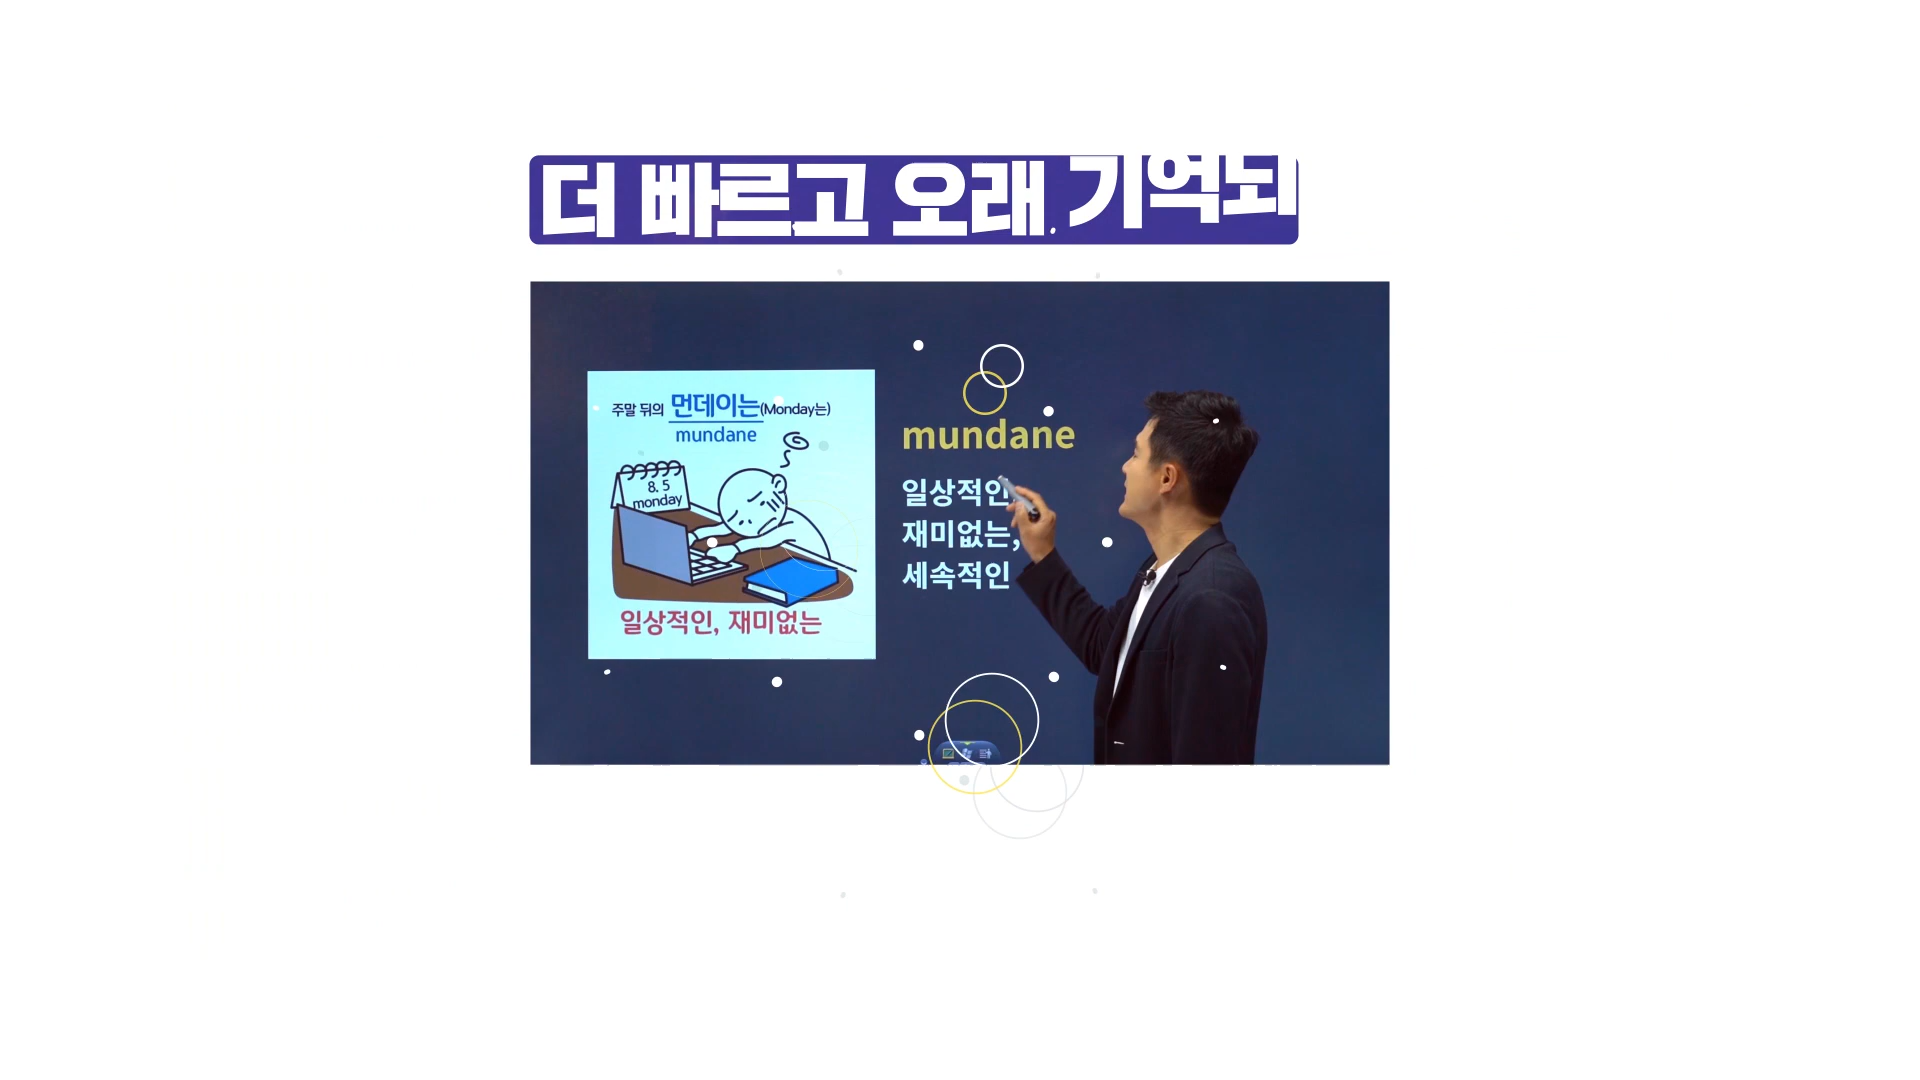 더 빠르고 오래 기억되
주말 뒤의 먼데이는(Monday는)
mundane
8. 5
monday
일상적인, 재미없는
mundane
일상적인
재미없는,
세속적인